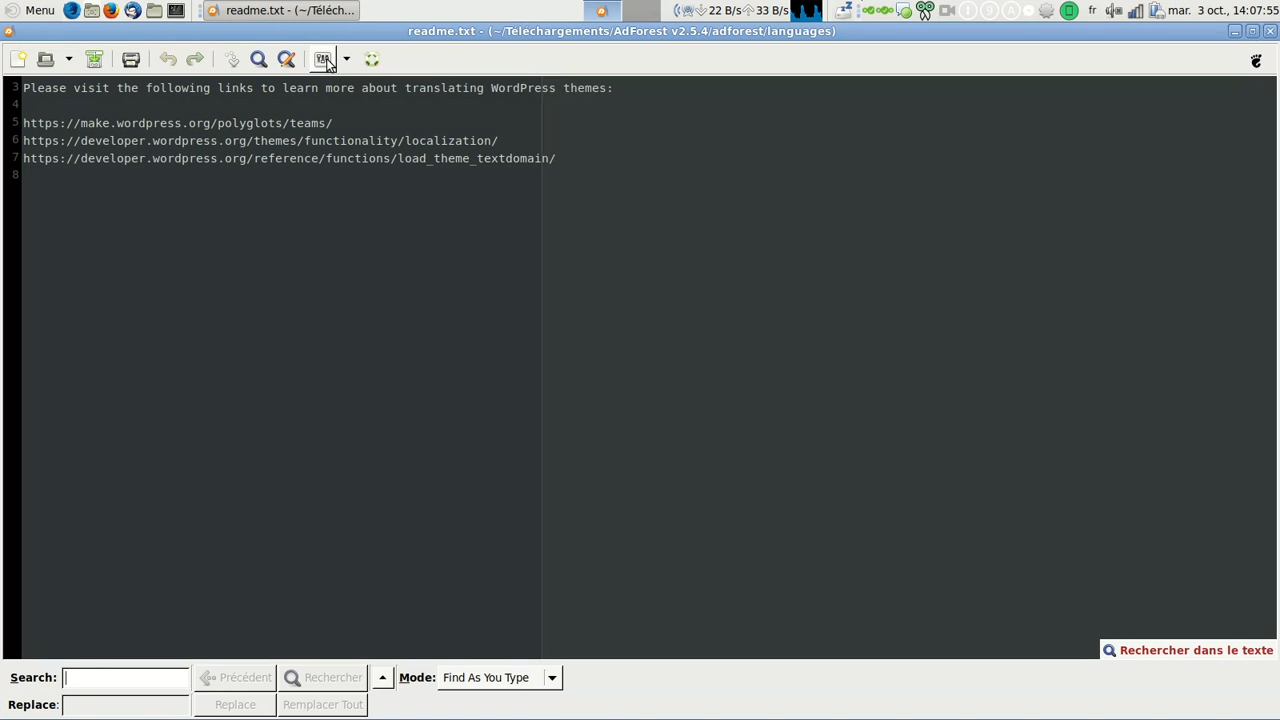 Menu
readme.txt - (~/Téléch...
22 B/s
33 B/s
fr
mar. 3 oct., 14:07:55
readme.txt - (~/Telechargements/AdForest v2.5.4/adforest/languages)
3 Please visit the following links to learn more about translating WordPress themes:
4
5 https://make.wordpress.org/polyglots/teams/
6 https://developer.wordpress.org/themes/functionality/localization/
7 https://developer.wordpress.org/reference/functions/load_theme_textdomain/
8
Rechercher dans le texte
Search: Précédent Rechercher Mode: Find As You Type
Replace: Replace Remplacer Tout